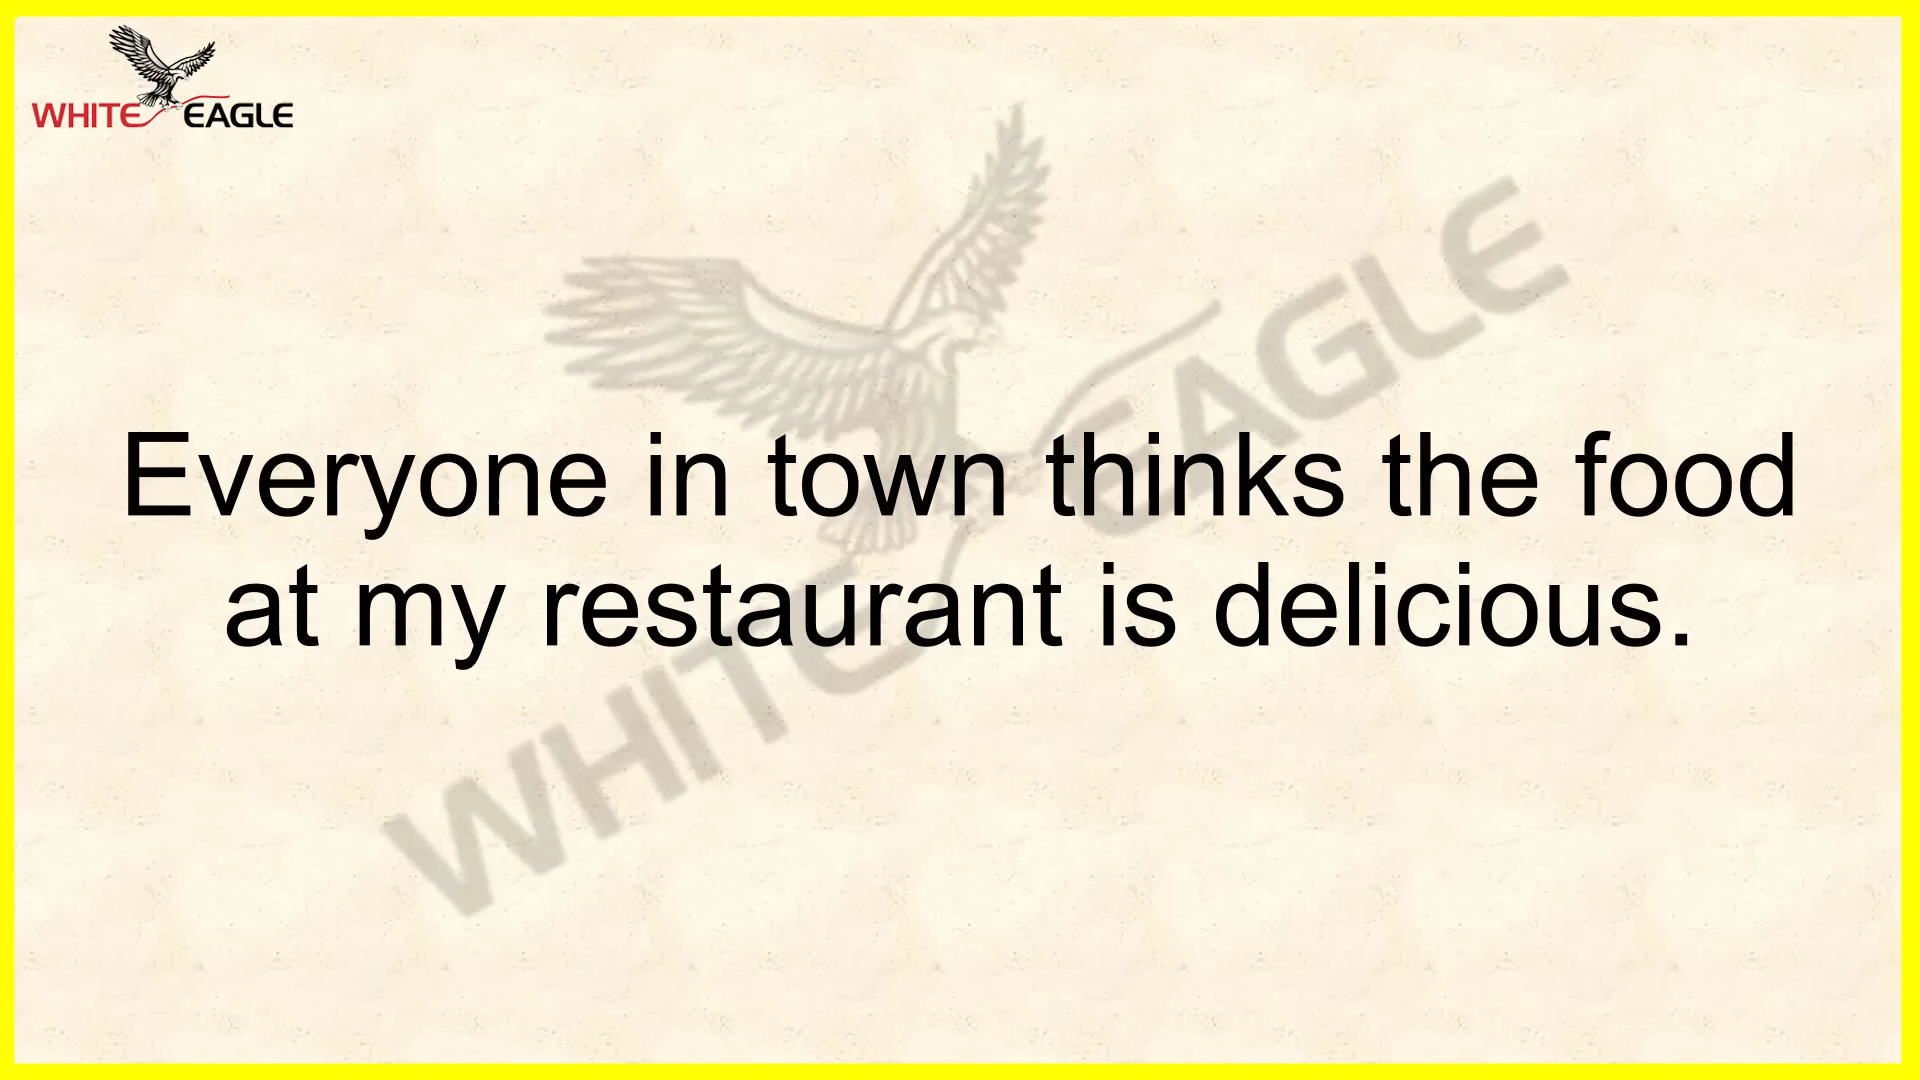 WHITE EAGLE
Everyone in town thinks the food
at my restaurant is delicious.
WHITE EAGLE